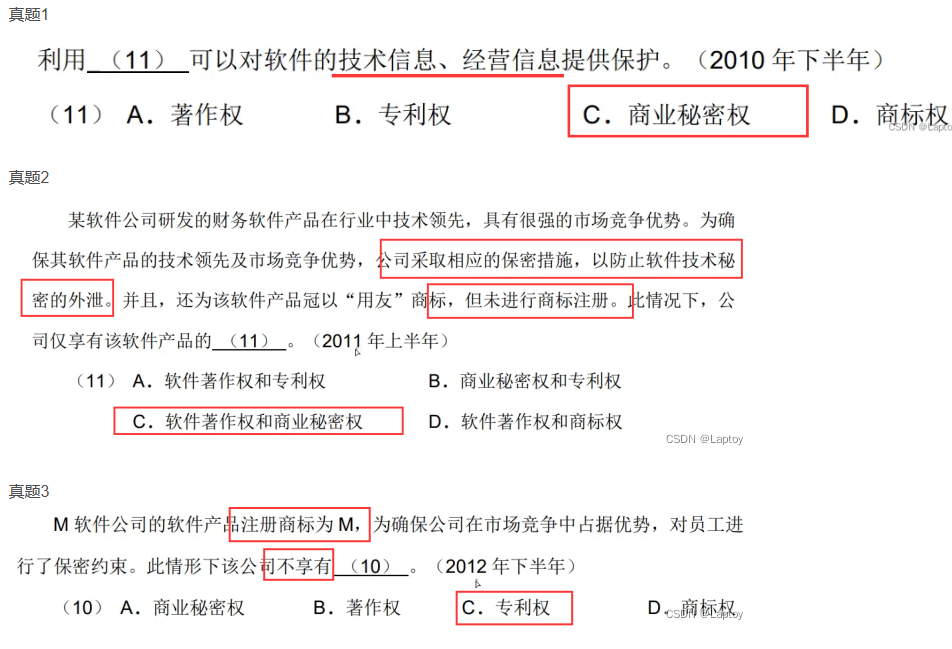 真题1
利用 （11） 可以对软件的技术信息、经营信息提供保护。（2010 年下半年）
（11） A．著作权 B．专利权 C．商业秘密权 D．商标权
CSDN @Lapto
真题2
某软件公司研发的财务软件产品在行业中技术领先，具有很强的市场竞争优势。为确
保其软件产品的技术领先及市场竞争优势，公司采取相应的保密措施，以防止软件技术秘
密的外泄。并且，还为该软件产品冠以“用友”商标，但未进行商标注册。此情况下，公
司仅享有该软件产品的 （11） 。（2011 年上半年）
（11） A．软件著作权和专利权 B．商业秘密权和专利权
C．软件著作权和商业秘密权 D．软件著作权和商标权
CSDN @Laptoy
真题3
M 软件公司的软件产品注册商标为 M，为确保公司在市场竞争中占据优势，对员工进
行了保密约束。此情形下该公司不享有 （10） 。（2012 年下半年）
（10） A．商业秘密权 B．著作权 C．专利权 D．商标权
CSDN @Laptoy